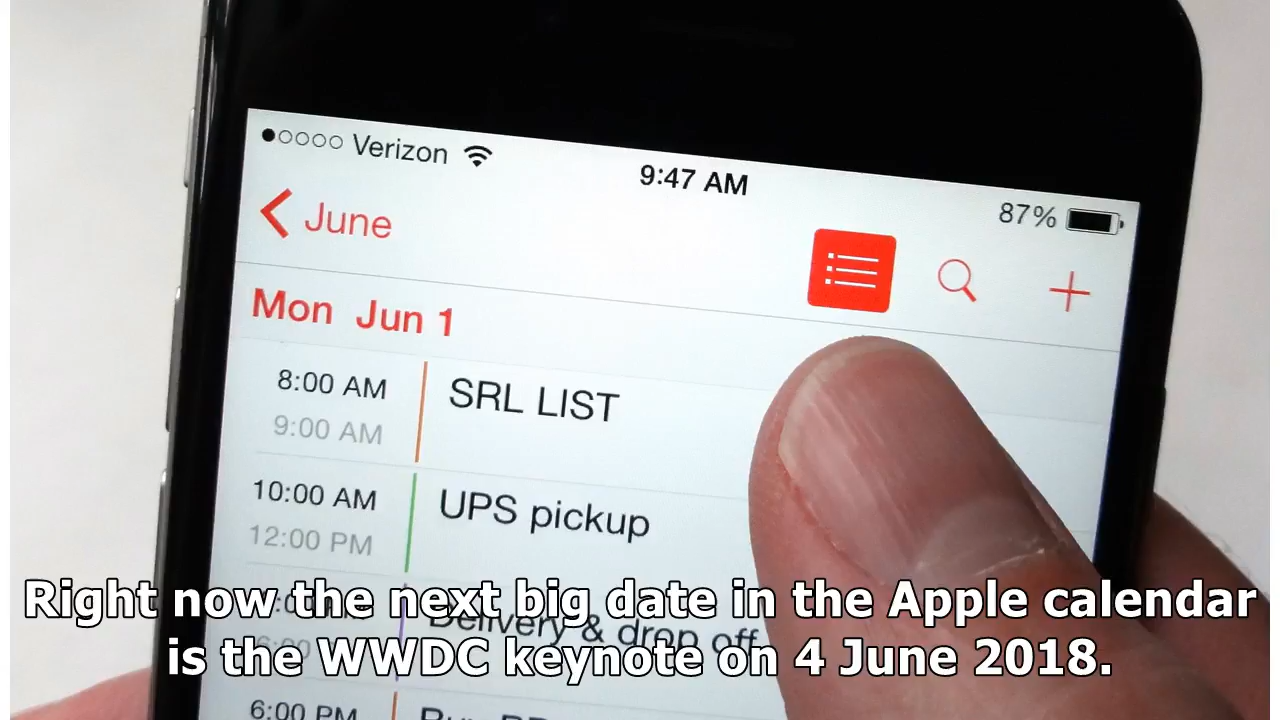 Verizon
9:47 AM
87%
June
Mon Jun 1
8:00 AM SRL LIST
9:00 AM
10:00 AM UPS pickup
12:00 PM
Delivery & drop off
6:00 PM
Right now the next big date in the Apple calendar
is the WWDC keynote on 4 June 2018.